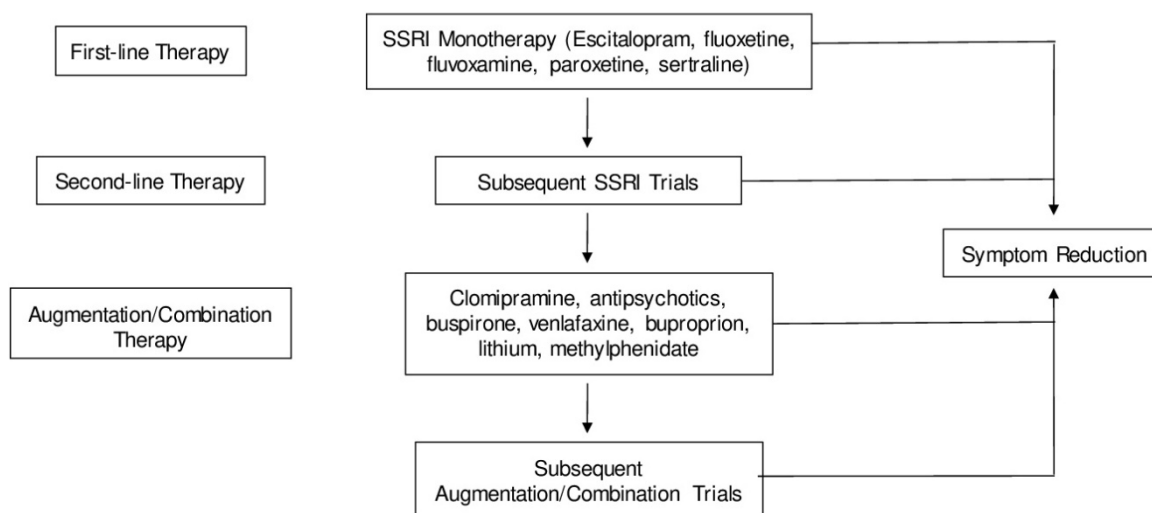 First-line Therapy
SSRI Monotherapy (Escitalopram, fluoxetine,
fluvoxamine, paroxetine, sertraline)
Second-line Therapy
Subsequent SSRI Trials
Symptom Reduction
Augmentation/Combination
Therapy
Clomipramine, antipsychotics,
buspirone, venlafaxine, buproprion,
lithium, methylphenidate
Subsequent
Augmentation/Combination Trials